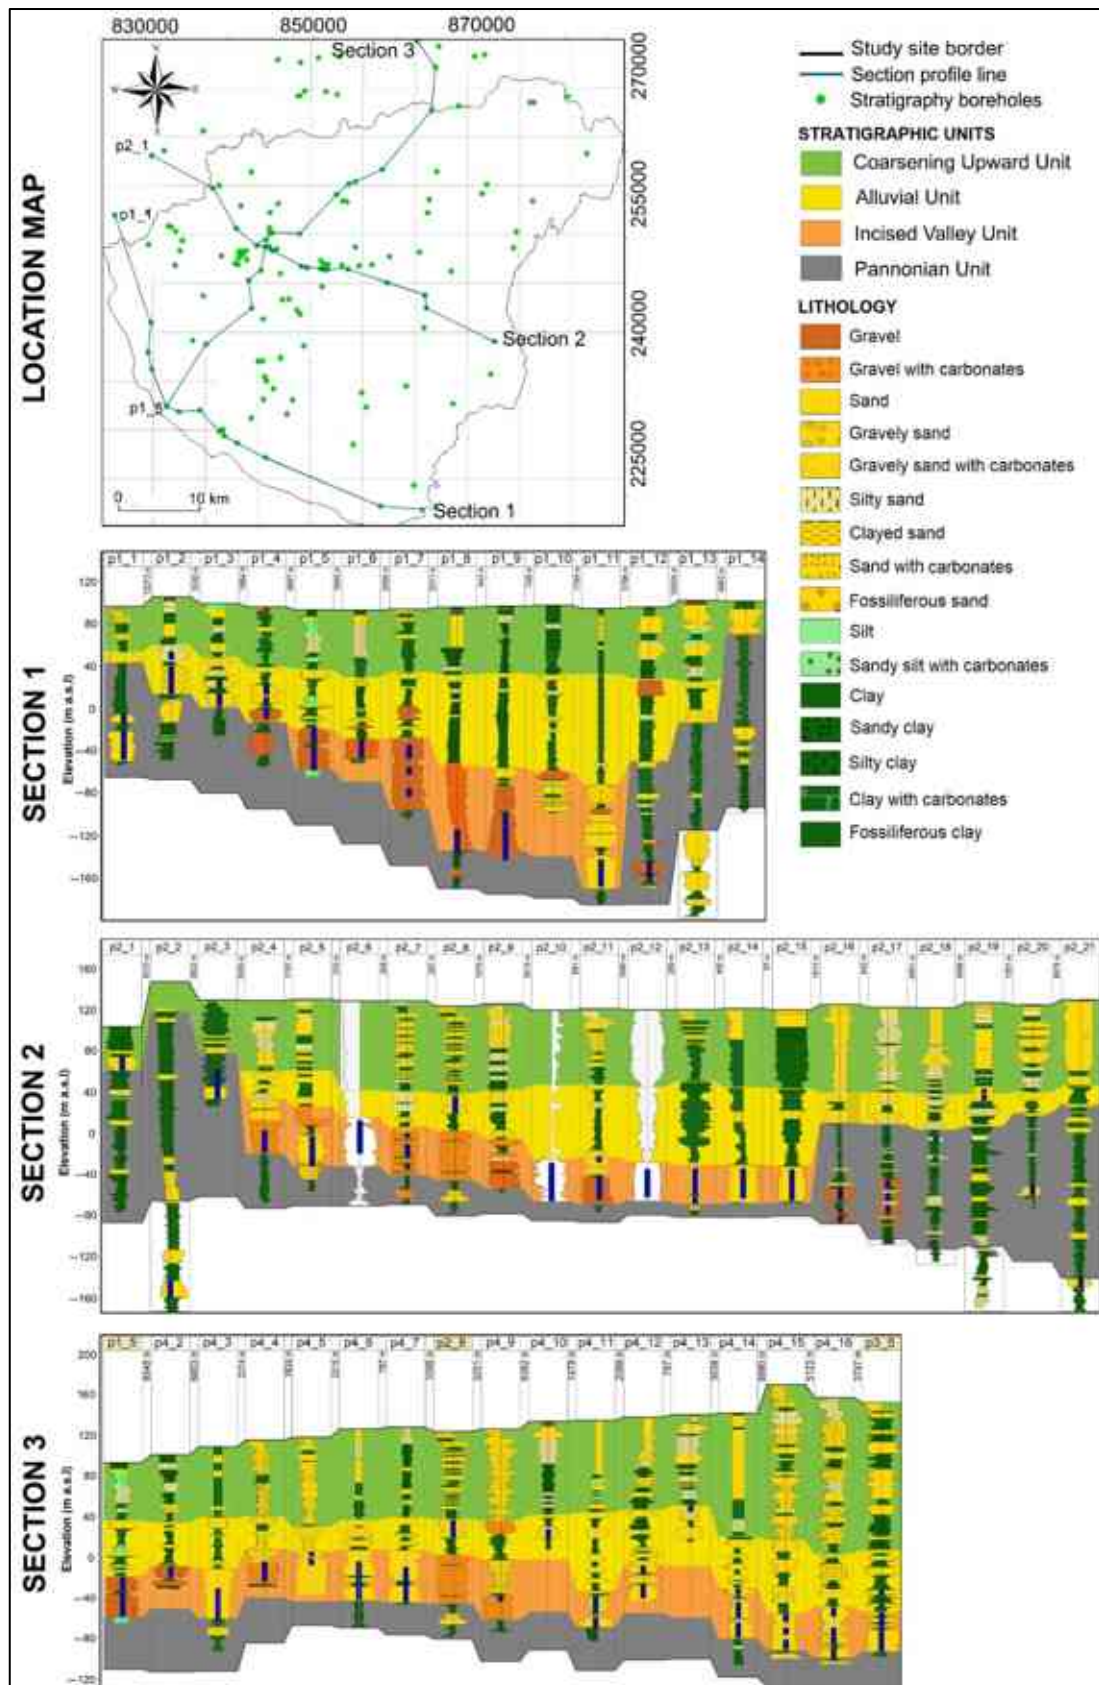 830000 850000 870000
Section 3
p2_1
p1_1
p1_5
Section 2
Section 1
0 10 km
270000
255000
240000
225000
LOCATION MAP
Study site border
Section profile line
Stratigraphy boreholes
STRATIGRAPHIC UNITS
Coarsening Upward Unit
Alluvial Unit
Incised Valley Unit
Pannonian Unit
LITHOLOGY
Gravel
Gravel with carbonates
Sand
Gravely sand
Gravely sand with carbonates
Silty sand
Clayed sand
Sand with carbonates
Fossiliferous sand
Silt
Sandy silt with carbonates
Clay
Sandy clay
Silty clay
Clay with carbonates
Fossiliferous clay
SECTION 1
Elevation (m a.s.l)
p1_1 p1_2 p1_3 p1_4 p1_5 p1_6 p1_7 p1_8 p1_9 p1_10 p1_11 p1_12 p1_13 p1_14
120
80
40
0
−40
−80
−120
−160
SECTION 2
Elevation (m a.s.l)
p2_1 p2_2 p2_3 p2_4 p2_5 p2_6 p2_7 p2_8 p2_9 p2_10 p2_11 p2_12 p2_13 p2_14 p2_15 p2_16 p2_17 p2_18 p2_19 p2_20 p2_21
160
120
80
40
0
−40
−80
−120
−160
SECTION 3
Elevation (m a.s.l)
p1_5 p4_2 p4_3 p4_4 p4_5 p4_6 p4_7 p2_8 p4_9 p4_10 p4_11 p4_12 p4_13 p4_14 p4_15 p4_16
200
160
120
80
40
0
−40
−80
−120